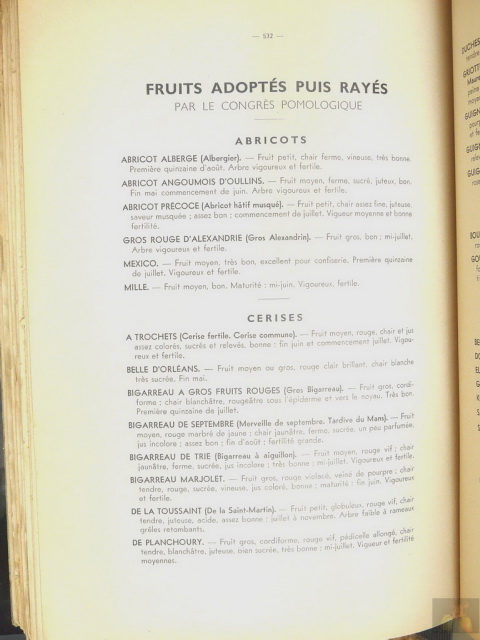 — 532 —
FRUITS ADOPTÉS PUIS RAYÉS
PAR LE CONGRÈS POMOLOGIQUE
ABRICOTS
ABRICOT ALBERGE (Albergier). — Fruit petit, chair ferme, vineuse, très bonne.
Première quinzaine d'août. Arbre vigoureux et fertile.
ABRICOT ANGOUMOIS D'OULLINS. — Fruit moyen, ferme, sucré, juteux, bon.
Fin mai commencement de juin. Arbre vigoureux et fertile.
ABRICOT PRÉCOCE (Abricot hâtif musqué). — Fruit petit, chair assez fine, juteuse,
saveur musquée ; assez bon ; commencement de juillet. Vigueur moyenne et bonne
fertilité.
GROS ROUGE D'ALEXANDRIE (Gros Alexandrin). — Fruit gros, bon ; mi-juillet.
Arbre vigoureux et fertile.
MEXICO. — Fruit moyen, très bon, excellent pour confiserie. Première quinzaine
de juillet. Vigoureux et fertile.
MILLE. — Fruit moyen, bon. Maturité : mi-juin. Vigoureux, fertile.
CERISES
A TROCHETS (Cerise fertile, Cerise commune). — Fruit moyen, rouge, chair et jus
assez colorés, sucrés et relevés, bonne ; fin juin et commencement juillet. Vigou-
reux et fertile.
BELLE D'ORLÉANS. — Fruit moyen ou gros, rouge clair brillant, chair blanche
très sucrée. Fin mai.
BIGARREAU A GROS FRUITS ROUGES (Gros Bigarreau). — Fruit gros, cordi-
forme ; chair blanchâtre, rougeâtre sous l'épiderme et vers le noyau. Très bon.
Première quinzaine de juillet.
BIGARREAU DE SEPTEMBRE (Merveille de septembre, Tardive du Mans). — Fruit
moyen, rouge marbré de jaune ; chair jaunâtre, ferme, sucrée, un peu parfumée,
jus incolore ; assez bon ; fin d'août ; fertilité grande.
BIGARREAU DE TRIE (Bigarreau à aiguillon). — Fruit moyen, rouge vif ; chair
jaunâtre, ferme, sucrée, jus incolore ; très bonne ; mi-juillet. Vigoureux et fertile.
BIGARREAU MARJOLET. — Fruit gros, rouge violacé, veiné de pourpre ; chair
tendre, rouge, sucrée, vineuse, jus coloré, bonne ; maturité : fin juin. Vigoureux
et fertile.
DE LA TOUSSAINT (De la Saint-Martin). — Fruit petit, globuleux, rouge vif, chair
tendre, juteuse, acide, assez bonne ; juillet à novembre. Arbre faible à rameaux
grêles retombants.
DE PLANCHOURY. — Fruit gros, cordiforme, rouge vif, pédicelle allongé, chair
tendre, blanchâtre, juteuse, bien sucrée, très bonne ; mi-juillet. Vigueur et fertilité
moyennes.